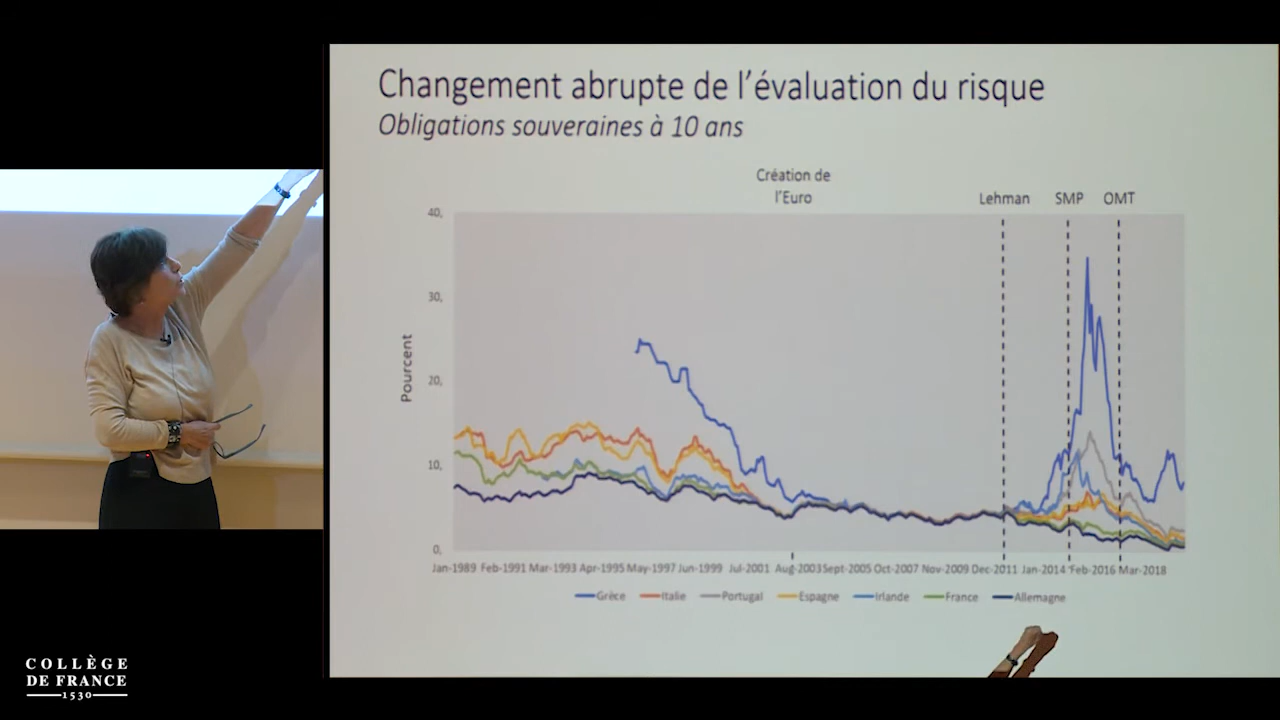 Changement abrupte de l'évaluation du risque
Obligations souveraines à 10 ans
Création de
l'Euro
Lehman SMP OMT
40,
30,
20,
10,
0,
Pourcent
Jan-1989 Feb-1991 Mar-1993 Apr-1995 May-1997 Jun-1999 Jul-2001 Aug-2003 Sept-2005 Oct-2007 Nov-2009 Dec-2011 Jan-2014 Feb-2016 Mar-2018
Grèce Italie Portugal Espagne Irlande France Allemagne
COLLÈGE
DE FRANCE
1530